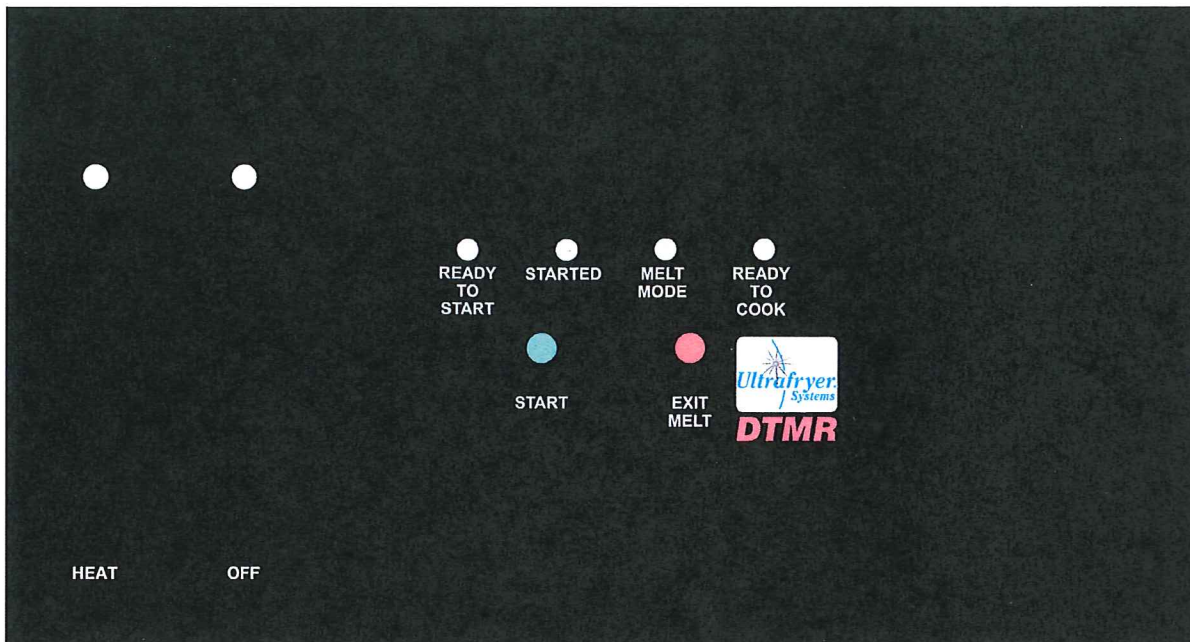 READY
TO
START
STARTED
MELT
MODE
READY
TO
COOK
START
EXIT
MELT
Ultrafryer
Systems
DTMR
HEAT
OFF